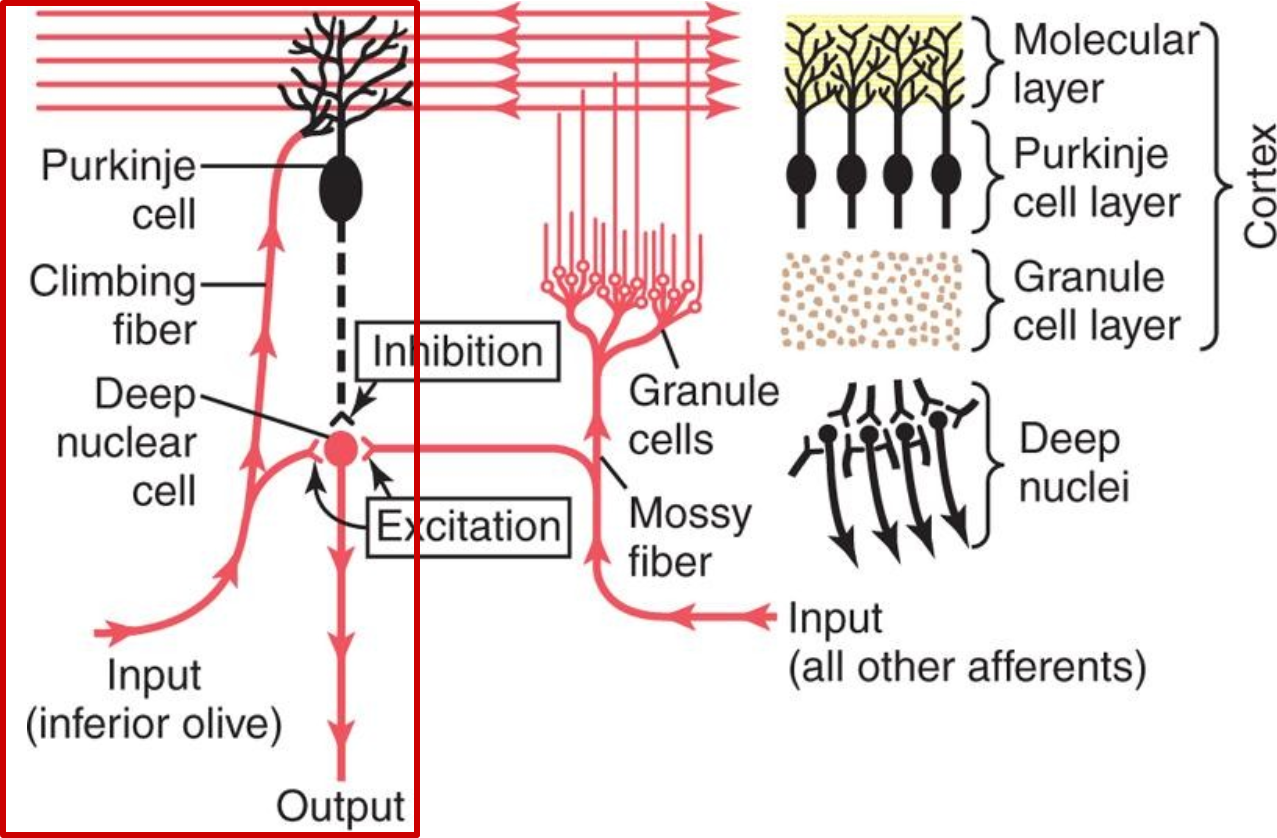 Purkinje
cell
Climbing
fiber
Deep
nuclear
cell
Input
(inferior olive)
Output
Inhibition
Excitation
Granule
cells
Mossy
fiber
Input
(all other afferents)
Molecular
layer
Purkinje
cell layer
Granule
cell layer
Cortex
Deep
nuclei